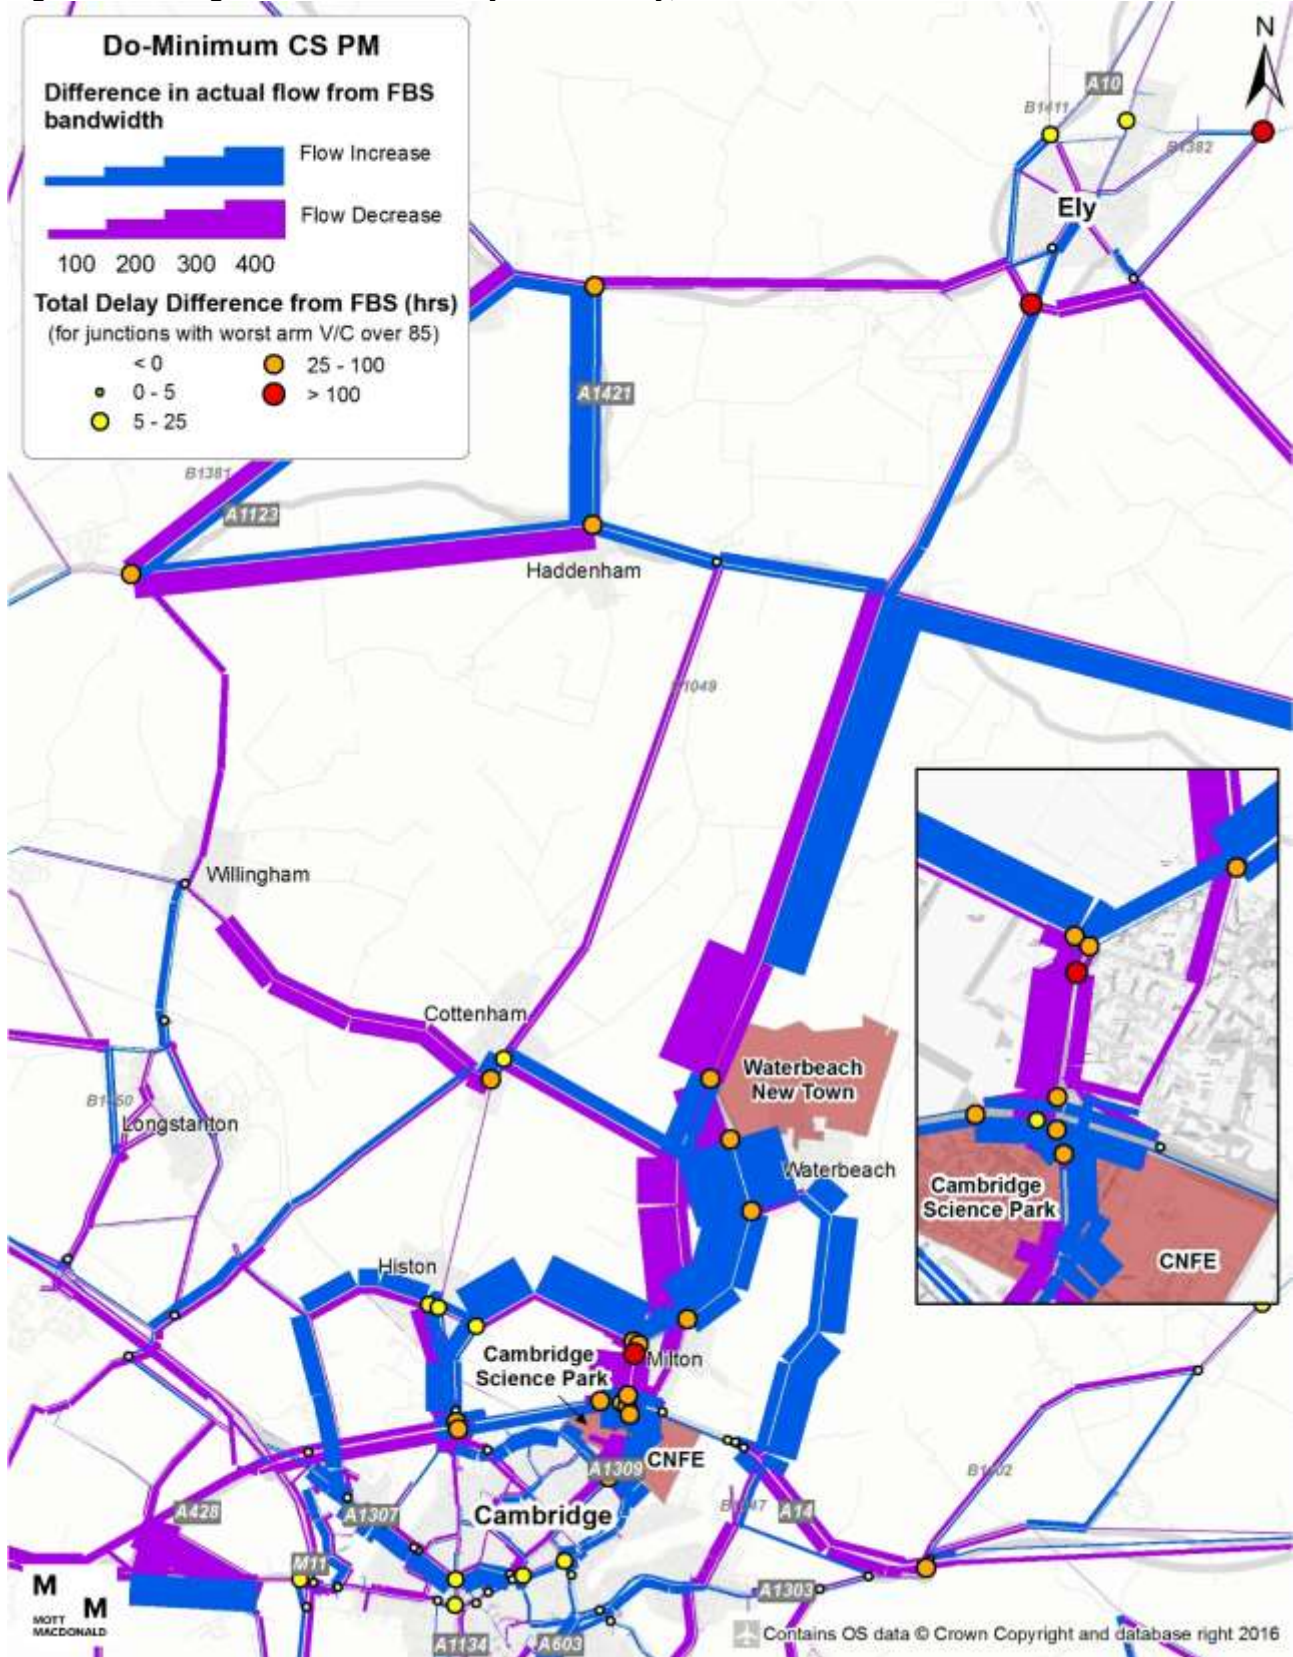 Do-Minimum CS PM
Difference in actual flow from FBS
bandwidth
Flow Increase
Flow Decrease
100 200 300 400
Total Delay Difference from FBS (hrs)
(for junctions with worst arm V/C over 85)
< 0
25 - 100
0 - 5
> 100
5 - 25
N
A10
B1411
B1382
Ely
A1421
B1381
A1123
Haddenham
Willingham
Cottenham
Waterbeach
New Town
Longstanton
Waterbeach
Cambridge
Science Park
CNFE
Histon
Cambridge
Science Park
Milton
CNFE
A1309
Cambridge
A428
A1307
A14
M11
A1303
A1134
A603
M
M
MOTT
MACDONALD
Contains OS data © Crown Copyright and database right 2016